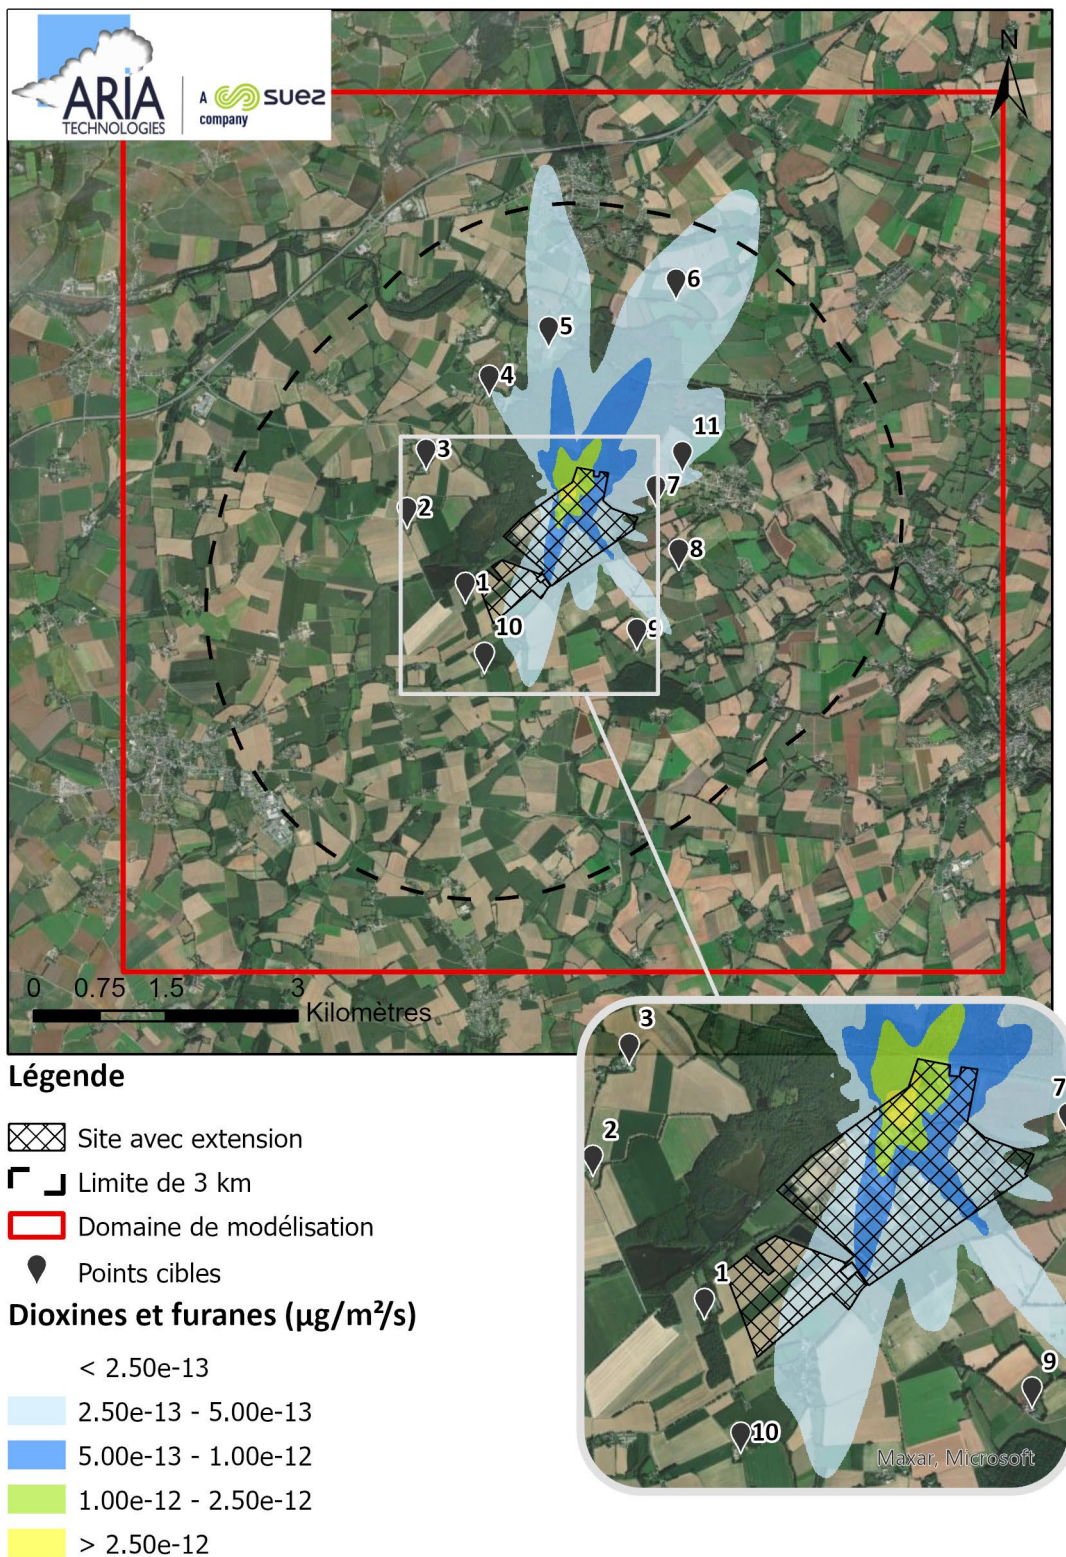 ARIA
TECHNOLOGIES
A
company
suez
N
6
5
4
11
3
7
2
8
1
10
9
0 0.75 1.5 3
Kilomètres
Légende
Site avec extension
Limite de 3 km
Domaine de modélisation
Points cibles
Dioxines et furanes (µg/m²/s)
< 2.50e-13
2.50e-13 - 5.00e-13
5.00e-13 - 1.00e-12
1.00e-12 - 2.50e-12
> 2.50e-12
3
7
2
1
9
10
Maxar, Microsoft